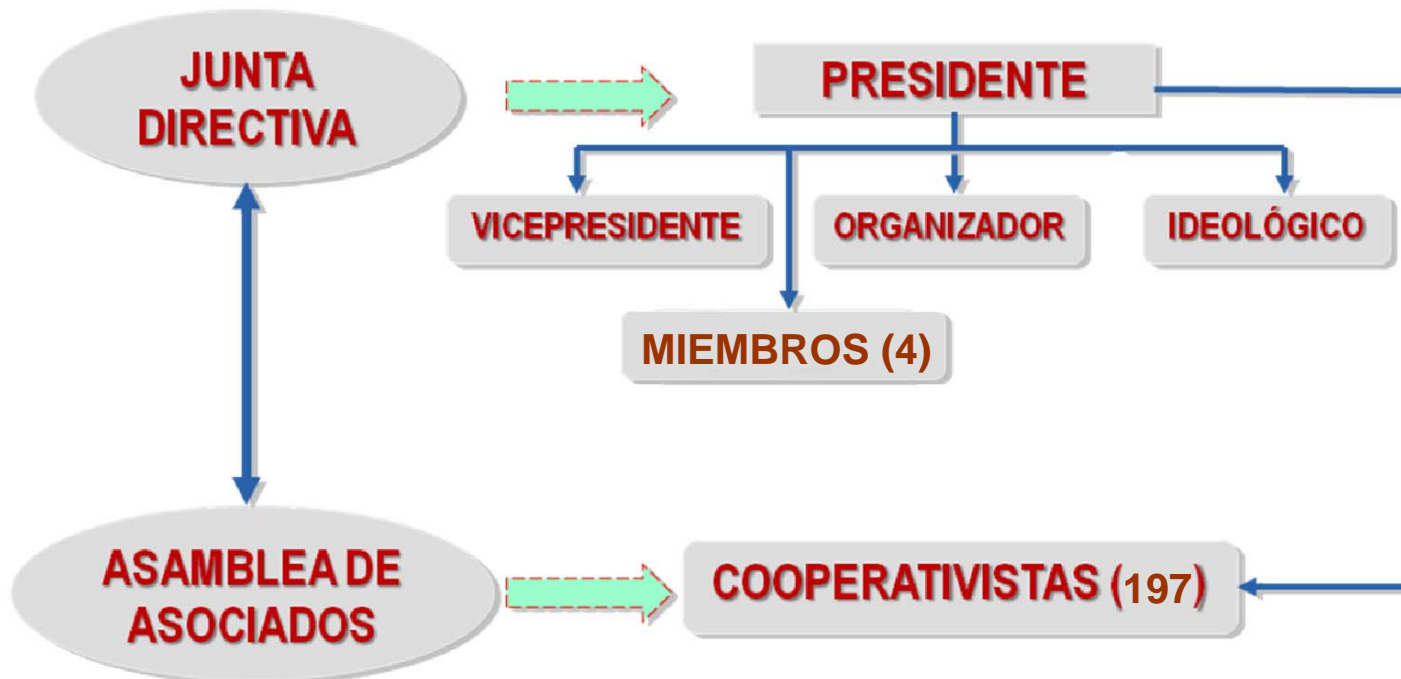 JUNTA
DIRECTIVA
PRESIDENTE
VICEPRESIDENTE
ORGANIZADOR
IDEOLÓGICO
MIEMBROS (4)
ASAMBLEA DE
ASOCIADOS
COOPERATIVISTAS (197)